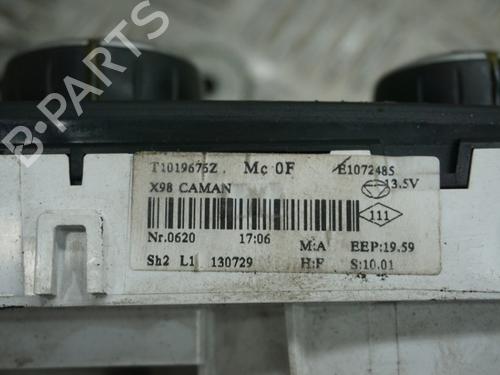 B-PARTS
T1019676Z. Mc 0F E1072485
X98 CAMAN 13.5V
111
Nr.0620 17:06 M:A EEP:19.59
Sh2 L1 130729 H:F S:10.01